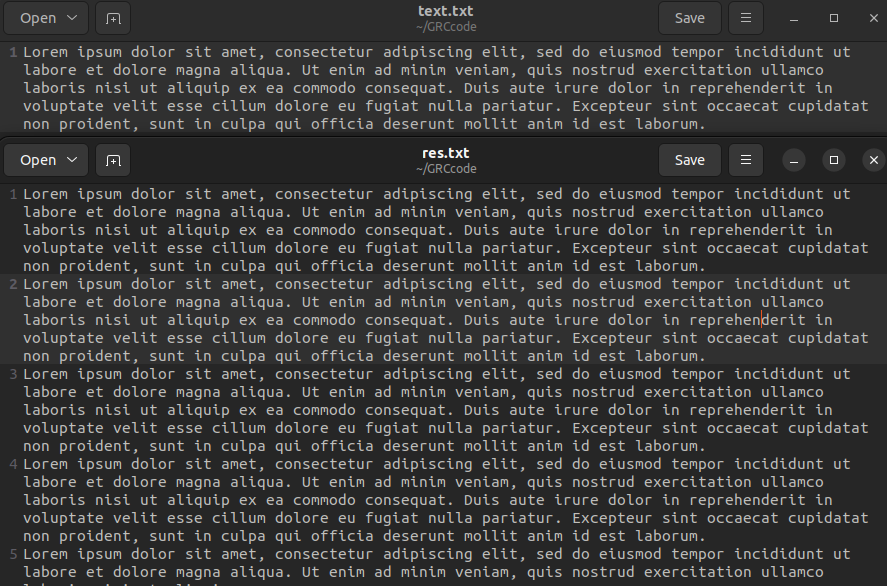 Open
text.txt
~/GRCcode
Save
1 Lorem ipsum dolor sit amet, consectetur adipiscing elit, sed do eiusmod tempor incididunt ut
labore et dolore magna aliqua. Ut enim ad minim veniam, quis nostrud exercitation ullamco
laboris nisi ut aliquip ex ea commodo consequat. Duis aute irure dolor in reprehenderit in
voluptate velit esse cillum dolore eu fugiat nulla pariatur. Excepteur sint occaecat cupidatat
non proident, sunt in culpa qui officia deserunt mollit anim id est laborum.
Open
res.txt
~/GRCcode
Save
1 Lorem ipsum dolor sit amet, consectetur adipiscing elit, sed do eiusmod tempor incididunt ut
labore et dolore magna aliqua. Ut enim ad minim veniam, quis nostrud exercitation ullamco
laboris nisi ut aliquip ex ea commodo consequat. Duis aute irure dolor in reprehenderit in
voluptate velit esse cillum dolore eu fugiat nulla pariatur. Excepteur sint occaecat cupidatat
non proident, sunt in culpa qui officia deserunt mollit anim id est laborum.
2 Lorem ipsum dolor sit amet, consectetur adipiscing elit, sed do eiusmod tempor incididunt ut
labore et dolore magna aliqua. Ut enim ad minim veniam, quis nostrud exercitation ullamco
laboris nisi ut aliquip ex ea commodo consequat. Duis aute irure dolor in reprehenderit in
voluptate velit esse cillum dolore eu fugiat nulla pariatur. Excepteur sint occaecat cupidatat
non proident, sunt in culpa qui officia deserunt mollit anim id est laborum.
3 Lorem ipsum dolor sit amet, consectetur adipiscing elit, sed do eiusmod tempor incididunt ut
labore et dolore magna aliqua. Ut enim ad minim veniam, quis nostrud exercitation ullamco
laboris nisi ut aliquip ex ea commodo consequat. Duis aute irure dolor in reprehenderit in
voluptate velit esse cillum dolore eu fugiat nulla pariatur. Excepteur sint occaecat cupidatat
non proident, sunt in culpa qui officia deserunt mollit anim id est laborum.
4 Lorem ipsum dolor sit amet, consectetur adipiscing elit, sed do eiusmod tempor incididunt ut
labore et dolore magna aliqua. Ut enim ad minim veniam, quis nostrud exercitation ullamco
laboris nisi ut aliquip ex ea commodo consequat. Duis aute irure dolor in reprehenderit in
voluptate velit esse cillum dolore eu fugiat nulla pariatur. Excepteur sint occaecat cupidatat
non proident, sunt in culpa qui officia deserunt mollit anim id est laborum.
5 Lorem ipsum dolor sit amet, consectetur adipiscing elit, sed do eiusmod tempor incididunt ut
labore et dolore magna aliqua. Ut enim ad minim veniam, quis nostrud exercitation ullamco